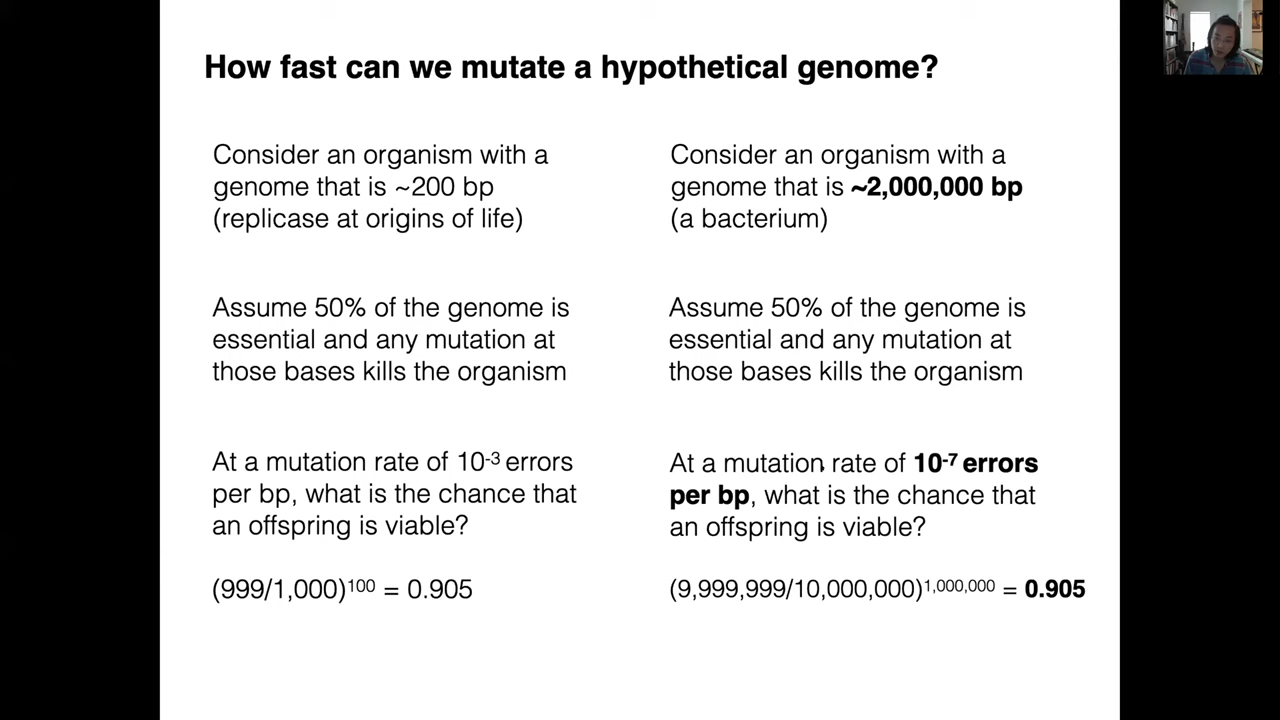 How fast can we mutate a hypothetical genome?
Consider an organism with a
genome that is ~200 bp
(replicase at origins of life)
Assume 50% of the genome is
essential and any mutation at
those bases kills the organism
At a mutation rate of 10-3 errors
per bp, what is the chance that
an offspring is viable?
(999/1,000)100 = 0.905
Consider an organism with a
genome that is ~2,000,000 bp
(a bacterium)
Assume 50% of the genome is
essential and any mutation at
those bases kills the organism
At a mutation rate of 10-7 errors
per bp, what is the chance that
an offspring is viable?
(9,999,999/10,000,000)1,000,000 = 0.905